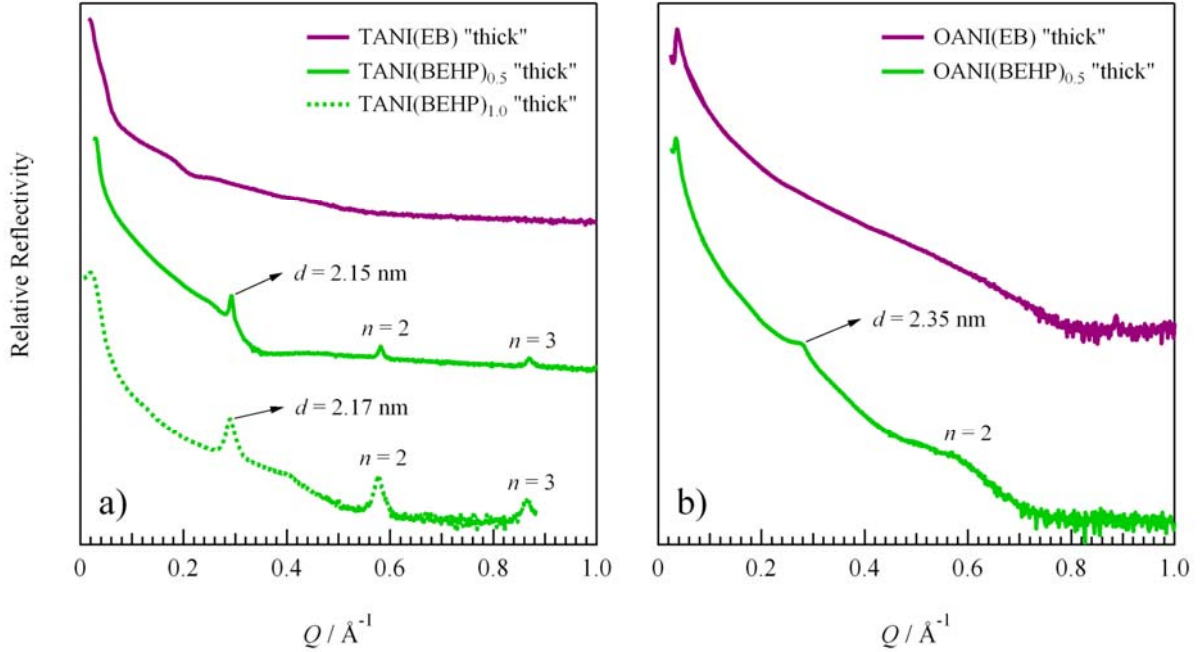 Relative Reflectivity
TANI(EB) "thick"
TANI(BEHP)0.5 "thick"
TANI(BEHP)1.0 "thick"
d = 2.15 nm
n = 2
n = 3
d = 2.17 nm
n = 2
n = 3
a)
0 0.2 0.4 0.6 0.8 1.0
Q / Å-1
OANI(EB) "thick"
OANI(BEHP)0.5 "thick"
d = 2.35 nm
n = 2
b)
0 0.2 0.4 0.6 0.8 1.0
Q / Å-1